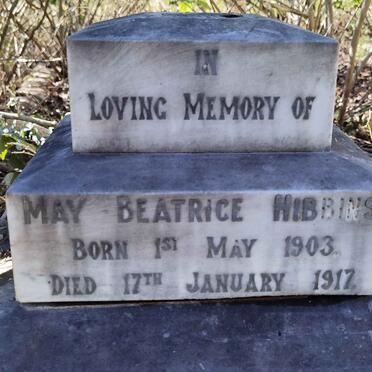 IN
LOVING MEMORY OF
MAY BEATRICE HIBBINS
BORN 1ST MAY 1903.
DIED 17TH JANUARY 1917.